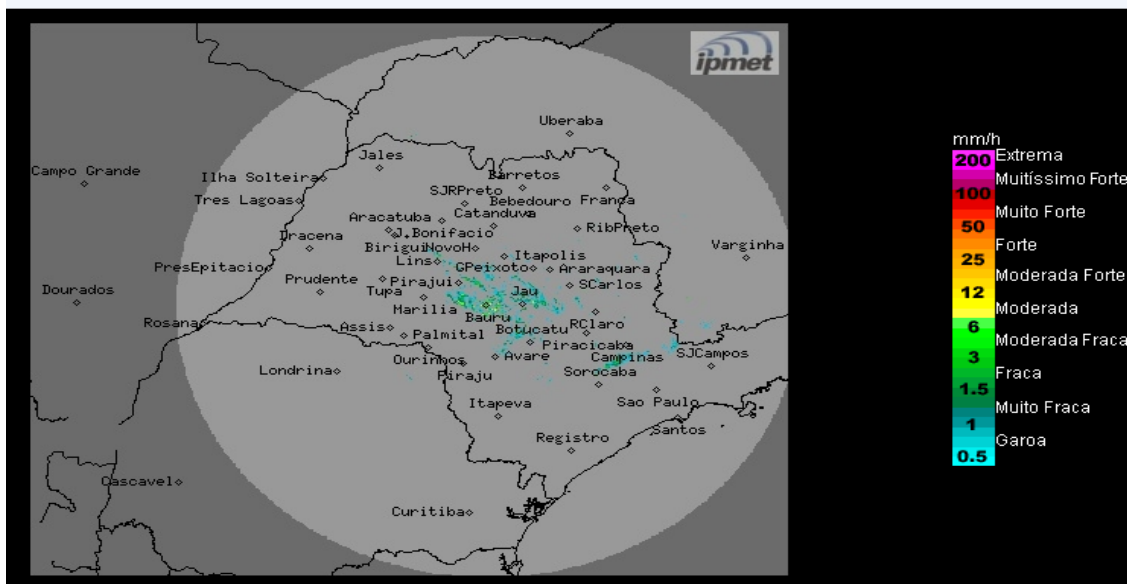 ipmet
Uberaba
Jales
Campo Grande
Ilha Solteira
Barretos
SJRPreto
Tres Lagoas
Bebedouro
Franca
Aracatuba
Catanduva
J.Bonifacio
RibPreto
Dracena
Birigui
NovoH
Varginha
Itapolis
Lins
PresEpitacio
GPeixoto
Araraquara
Prudente
Pirajui
SCarlos
Dourados
Tupa
Jau
Marilia
Bauru
Rosana
Assis
Botucatu
RClaro
Palmital
Piracicaba
Ourinhos
Avare
Campinas
SJCampos
Londrina
Piraju
Sorocaba
Itapeva
Sao Paulo
Santos
Registro
Cascavel
Curitiba
mm/h
200 Extrema
Muitíssimo Forte
100
Muito Forte
50
Forte
25
Moderada Forte
12
Moderada
6
Moderada Fraca
3
Fraca
1.5
Muito Fraca
1
Garoa
0.5